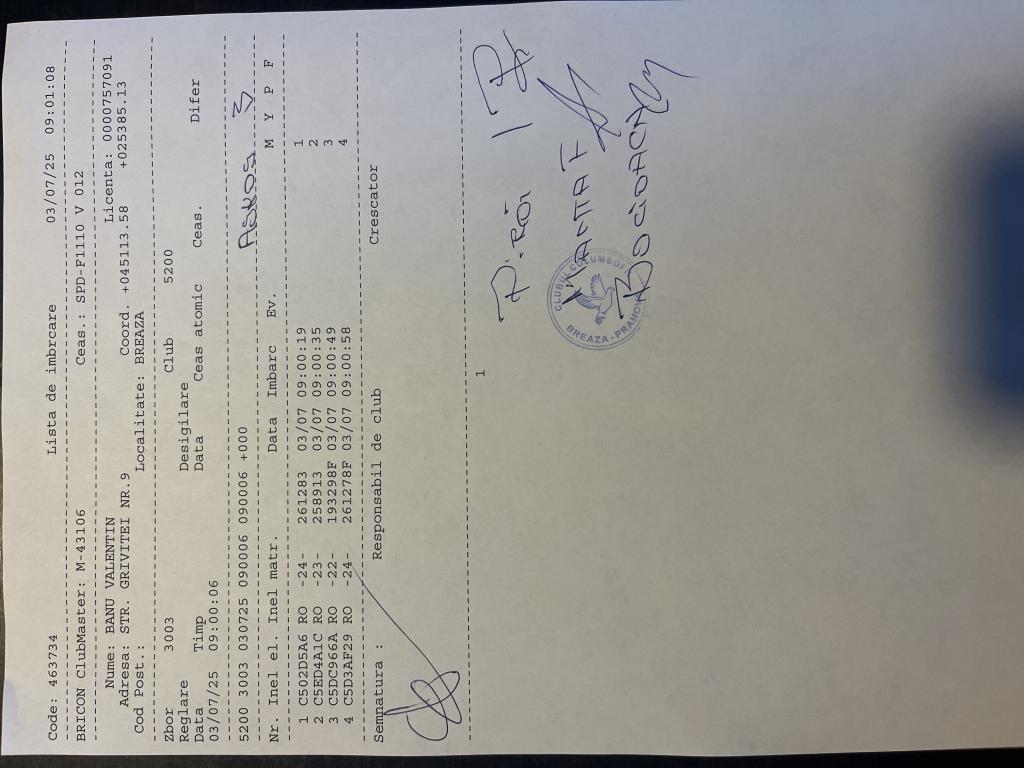 Code: 463734 Lista de imbrcare 03/07/25 09:01:08
BRICON ClubMaster: M-43106 Ceas.: SPD-F1110 V 012
Nume: BANU VALENTIN Licenta: 0000757091
Adresa: STR. GRIVITEI NR.9 Coord. +045113.58 +025385.13
Cod Post.: Localitate: BREAZA
Zbor 3003 Club 5200
Reglare Desigilare
Data Timp Data Ceas atomic Ceas. Difer
03/07/25 09:00:06
5200 3003 030725 090006 090006 +000
Nr. Inel el. Inel matr. Data Imbarc Ev. M Y P F
1 C502D5A6 RO -24- 261283 03/07 09:00:19 1
2 C5ED4A1C RO -23- 258913 03/07 09:00:35 2
3 C5DC966A RO -22- 193298F 03/07 09:00:49 3
4 C5D3AF29 RO -24- 261278F 03/07 09:00:58 4
Semnatura : Responsabil de club Crescator
1
CLUBUL COLUMBOFIL
BREAZA-PRAHOVA